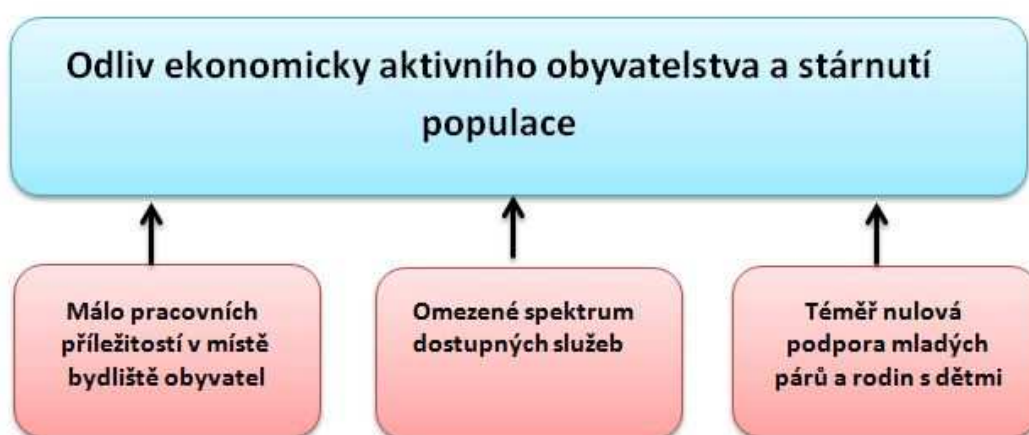 Odliv ekonomicky aktivního obyvatelstva a stárnutí
populace
Málo pracovních
příležitostí v místě
bydliště obyvatel
Omezené spektrum
dostupných služeb
Téměř nulová
podpora mladých
párů a rodin s dětmi